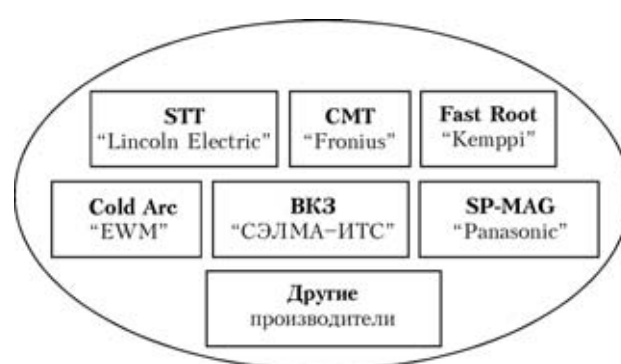 STT
“Lincoln Electric”
CMT
“Fronius”
Fast Root
“Kemppi”
Cold Arc
“EWM”
ВКЗ
“СЭЛМА–ИТС”
SP-MAG
“Panasonic”
Другие
производители